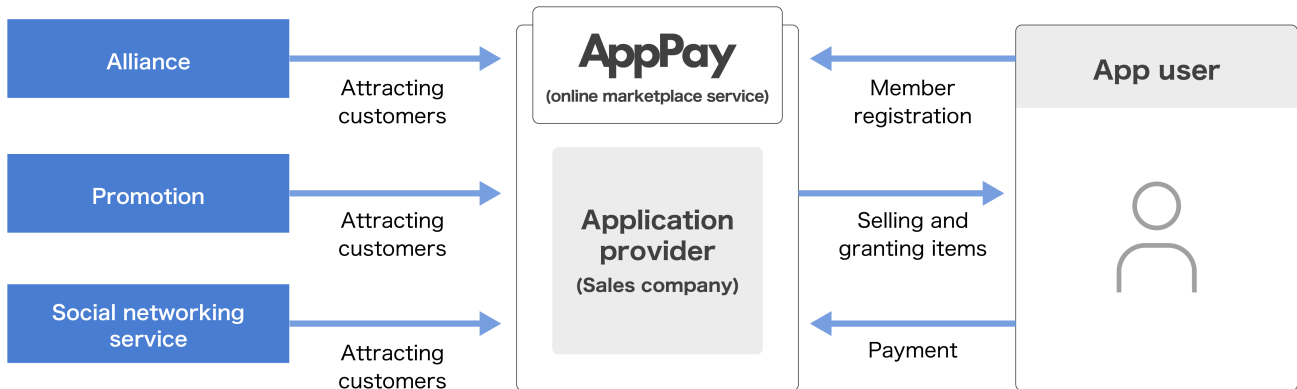 Alliance
Attracting
customers
AppPay
(online marketplace service)
Member
registration
App user
Promotion
Attracting
customers
Application
provider
(Sales company)
Selling and
granting items
Social networking
service
Attracting
customers
Payment